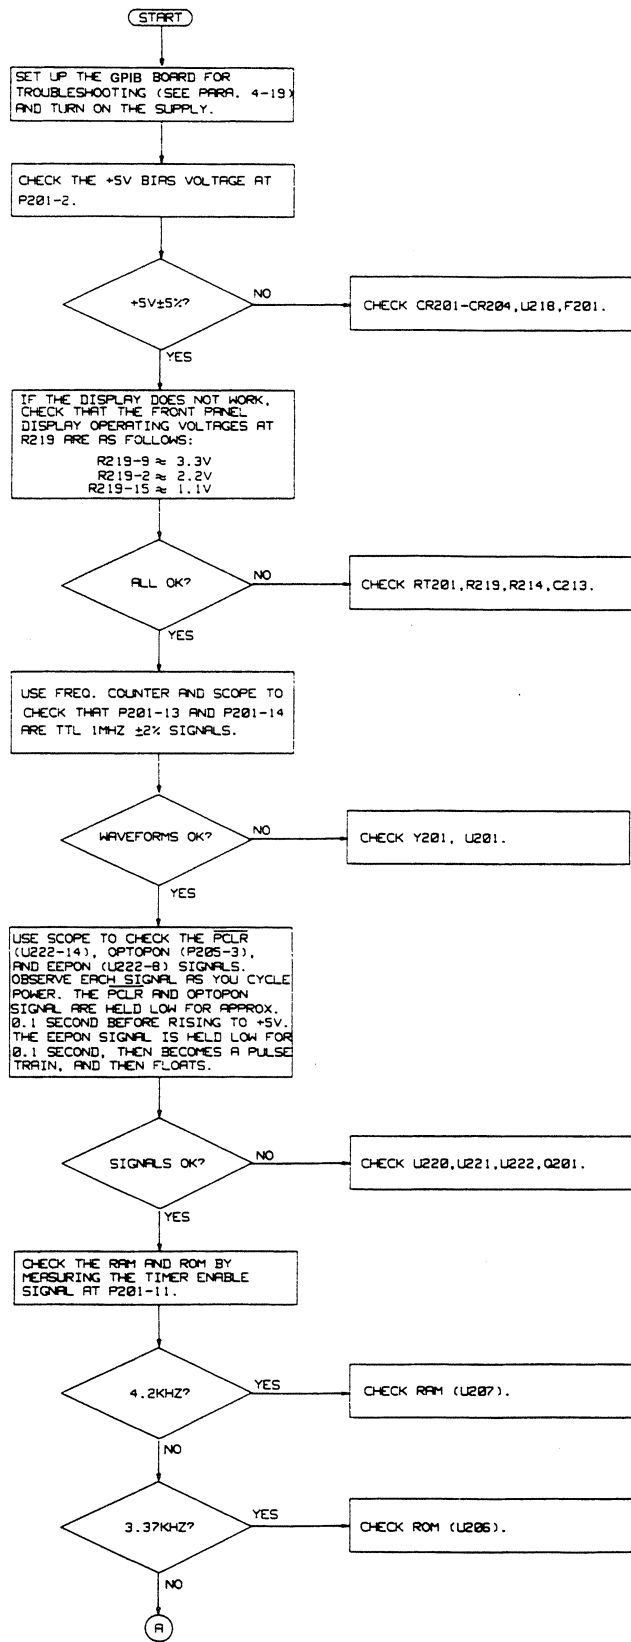 START
SET UP THE GPIB BOARD FOR
TROUBLESHOOTING (SEE PARA. 4-19)
AND TURN ON THE SUPPLY.
CHECK THE +5V BIAS VOLTAGE AT
P201-2.
+5V±5%?
NO
CHECK CR201-CR204,U218,F201.
YES
IF THE DISPLAY DOES NOT WORK,
CHECK THAT THE FRONT PANEL
DISPLAY OPERATING VOLTAGES AT
R219 ARE AS FOLLOWS:
R219-9 ≈ 3.3V
R219-2 ≈ 2.2V
R219-15 ≈ 1.1V
ALL OK?
NO
CHECK RT201,R219,R214,C213.
YES
USE FREQ. COUNTER AND SCOPE TO
CHECK THAT P201-13 AND P201-14
ARE TTL 1MHZ ±2% SIGNALS.
WAVEFORMS OK?
NO
CHECK Y201, U201.
YES
USE SCOPE TO CHECK THE PCLR
(U222-14), OPTOPON (P205-3),
AND EEPON (U222-8) SIGNALS.
OBSERVE EACH SIGNAL AS YOU CYCLE
POWER. THE PCLR AND OPTOPON
SIGNAL ARE HELD LOW FOR APPROX.
0.1 SECOND BEFORE RISING TO +5V.
THE EEPON SIGNAL IS HELD LOW FOR
0.1 SECOND, THEN BECOMES A PULSE
TRAIN, AND THEN FLOATS.
SIGNALS OK?
NO
CHECK U220,U221,U222,Q201.
YES
CHECK THE RAM AND ROM BY
MEASURING THE TIMER ENABLE
SIGNAL AT P201-11.
4.2KHZ?
YES
CHECK RAM (U207).
NO
3.37KHZ?
YES
CHECK ROM (U206).
NO
A